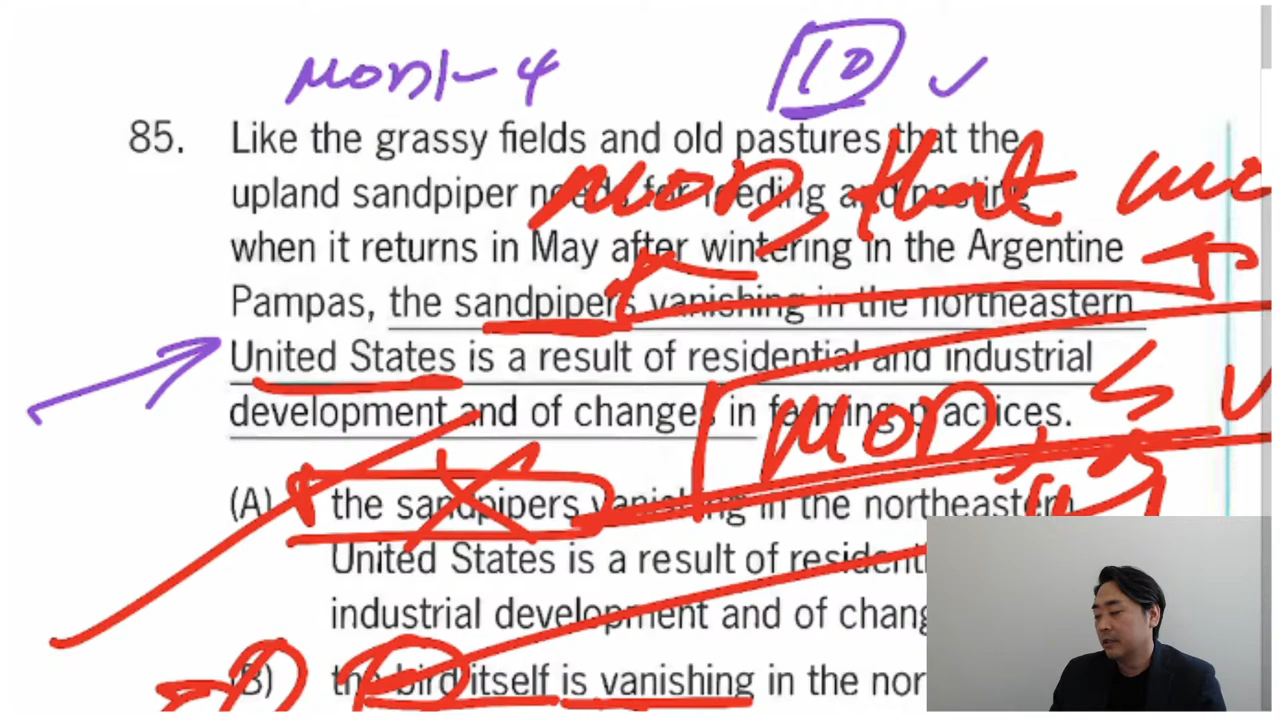 MOD/-4 10
85. Like the grassy fields and old pastures that the
MOD, that
upland sandpiper needs for feeding and nesting
when it returns in May after wintering in the Argentine
Pampas, the sandpipers vanishing in the northeastern
United States is a result of residential and industrial
development and of changes in farming practices.
MOD
(A) the sandpipers vanishing in the northeastern
United States is a result of
industrial development and of
(B) the bird itself is vanishing in the